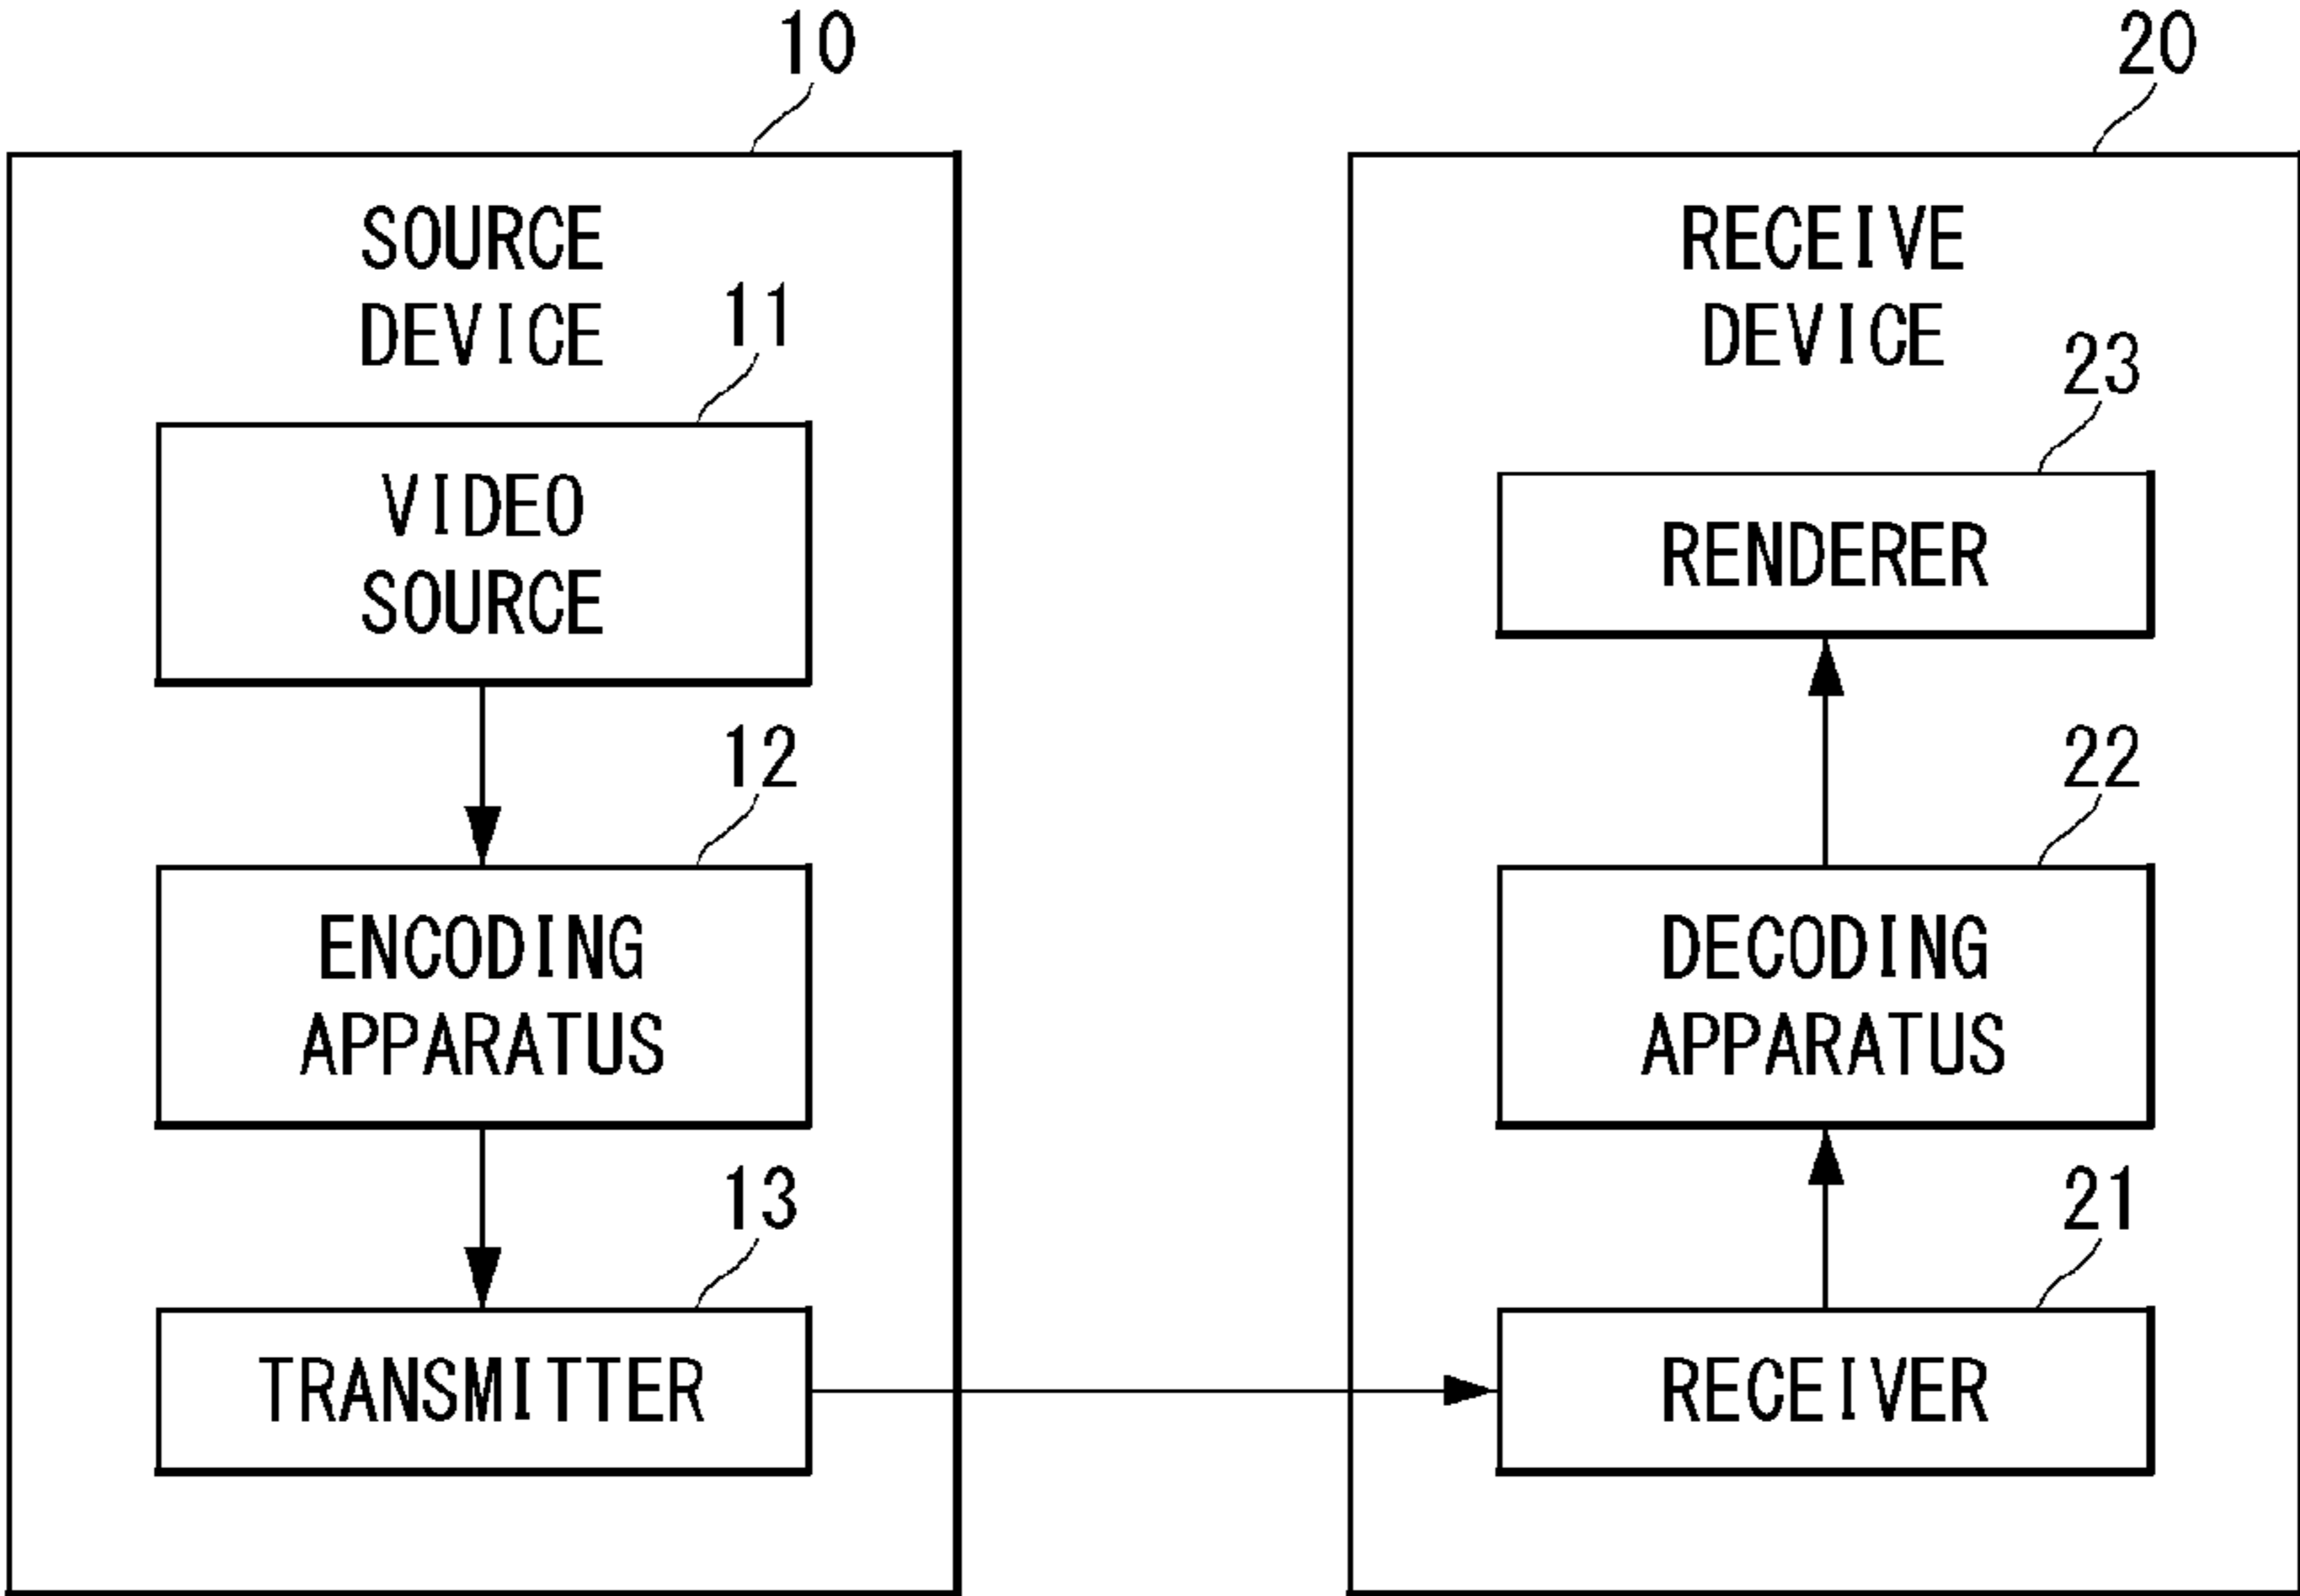 10
SOURCE
DEVICE
11
VIDEO
SOURCE
12
ENCODING
APPARATUS
13
TRANSMITTER
20
RECEIVE
DEVICE
23
RENDERER
22
DECODING
APPARATUS
21
RECEIVER